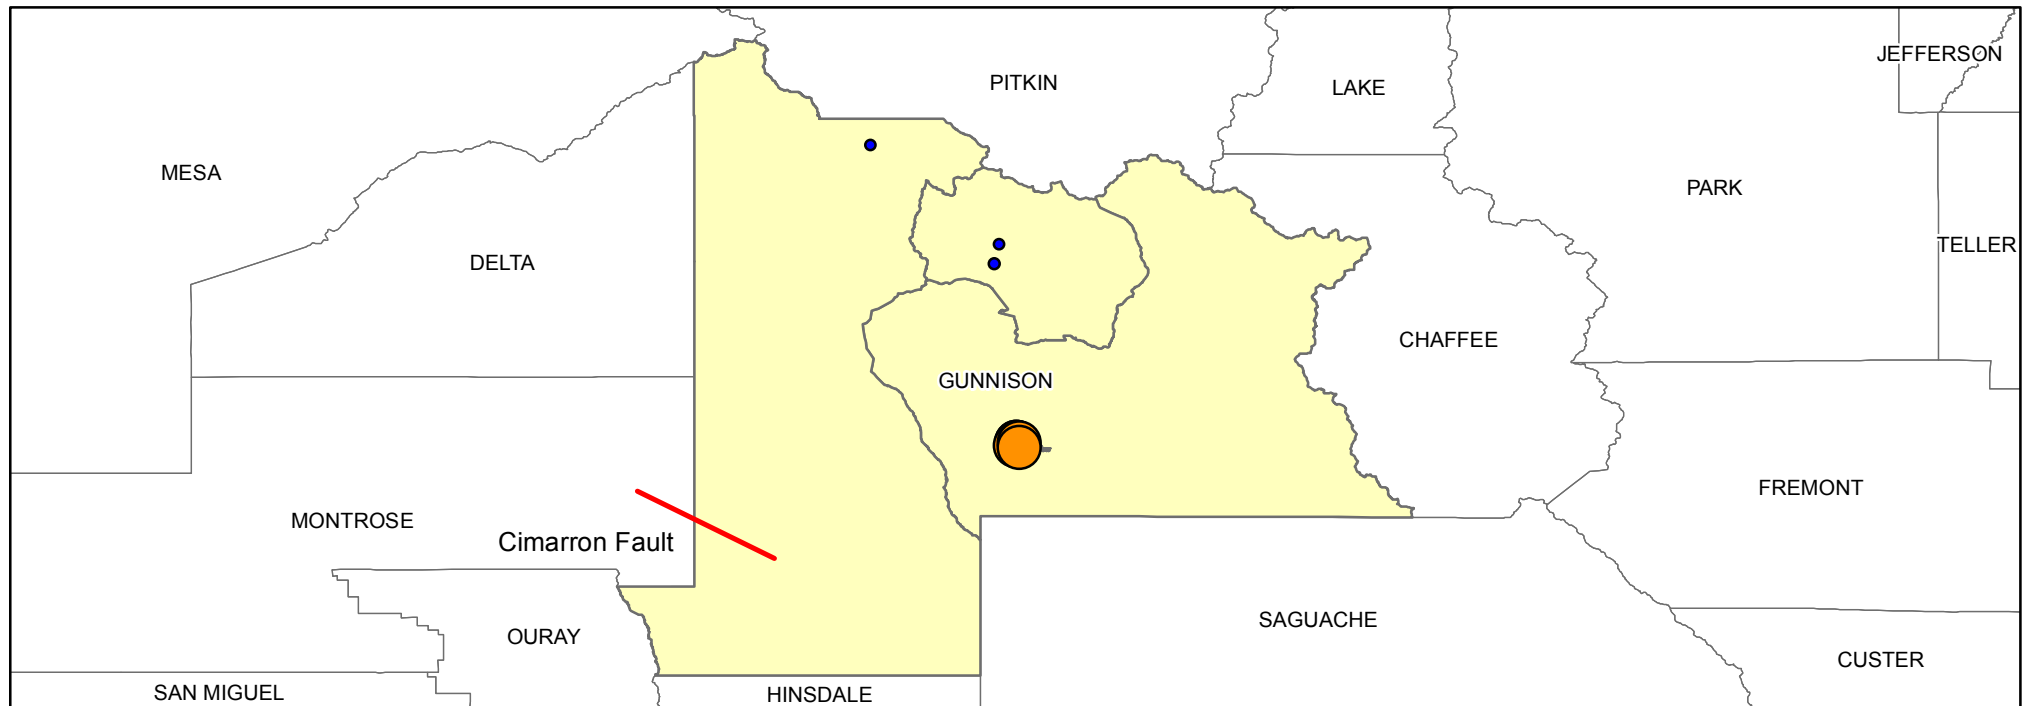 JEFFERSON
PITKIN
LAKE
MESA
PARK
TELLER
DELTA
CHAFFEE
GUNNISON
FREMONT
MONTROSE
Cimarron Fault
SAGUACHE
OURAY
CUSTER
SAN MIGUEL
HINSDALE